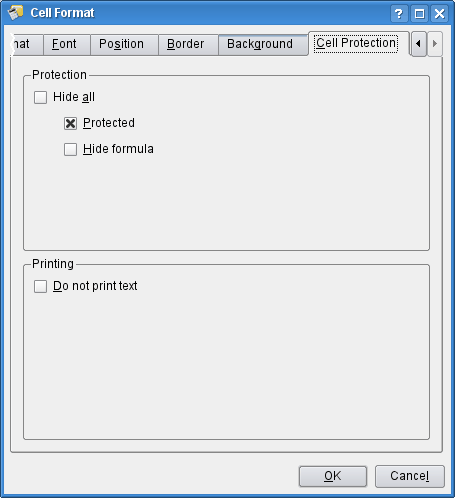 Cell Format
Font Position Border Background Cell Protection
Protection
Hide all
Protected
Hide formula
Printing
Do not print text
OK Cancel